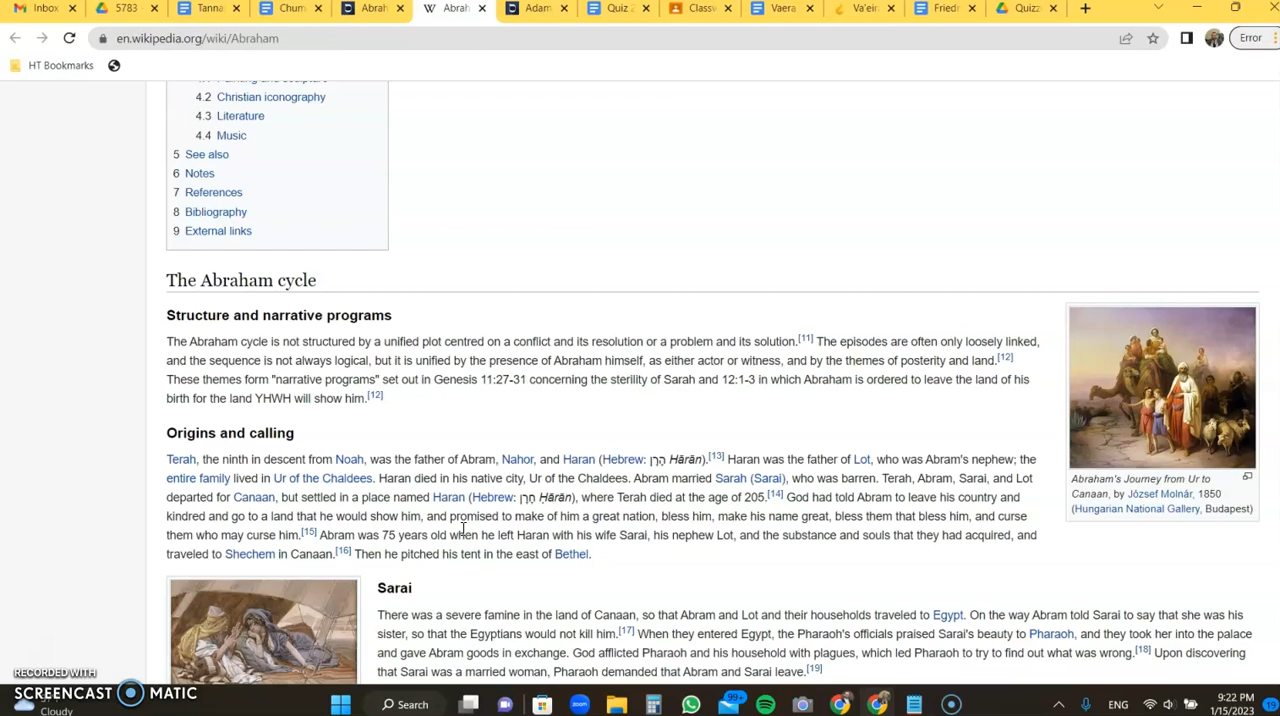 Inbox
5783
Tanna
Chum
Abrah
Abrah
Adam
Quiz 2
Classw
Vaera
Va'eira
Friedr
Quizz
en.wikipedia.org/wiki/Abraham
Error
HT Bookmarks
4.2 Christian iconography
4.3 Literature
4.4 Music
5 See also
6 Notes
7 References
8 Bibliography
9 External links
The Abraham cycle
Structure and narrative programs
The Abraham cycle is not structured by a unified plot centred on a conflict and its resolution or a problem and its solution.[11] The episodes are often only loosely linked,
and the sequence is not always logical, but it is unified by the presence of Abraham himself, as either actor or witness, and by the themes of posterity and land.[12]
These themes form "narrative programs" set out in Genesis 11:27-31 concerning the sterility of Sarah and 12:1-3 in which Abraham is ordered to leave the land of his
birth for the land YHWH will show him.[12]
Origins and calling
Terah, the ninth in descent from Noah, was the father of Abram, Nahor, and Haran (Hebrew: הָרָן Hārān).[13] Haran was the father of Lot, who was Abram's nephew; the
entire family lived in Ur of the Chaldees. Haran died in his native city, Ur of the Chaldees. Abram married Sarah (Sarai), who was barren. Terah, Abram, Sarai, and Lot
departed for Canaan, but settled in a place named Haran (Hebrew: חָרָן Ḥārān), where Terah died at the age of 205.[14] God had told Abram to leave his country and
kindred and go to a land that he would show him, and promised to make of him a great nation, bless him, make his name great, bless them that bless him, and curse
them who may curse him.[15] Abram was 75 years old when he left Haran with his wife Sarai, his nephew Lot, and the substance and souls that they had acquired, and
traveled to Shechem in Canaan.[16] Then he pitched his tent in the east of Bethel.
Abraham's Journey from Ur to
Canaan, by József Molnár, 1850
(Hungarian National Gallery, Budapest)
Sarai
There was a severe famine in the land of Canaan, so that Abram and Lot and their households traveled to Egypt. On the way Abram told Sarai to say that she was his
sister, so that the Egyptians would not kill him.[17] When they entered Egypt, the Pharaoh's officials praised Sarai's beauty to Pharaoh, and they took her into the palace
and gave Abram goods in exchange. God afflicted Pharaoh and his household with plagues, which led Pharaoh to try to find out what was wrong.[18] Upon discovering
that Sarai was a married woman, Pharaoh demanded that Abram and Sarai leave.[19]
RECORDED WITH
SCREENCAST MATIC
Cloudy
Search
zoom
99+
ENG
9:22 PM
1/15/2023
19